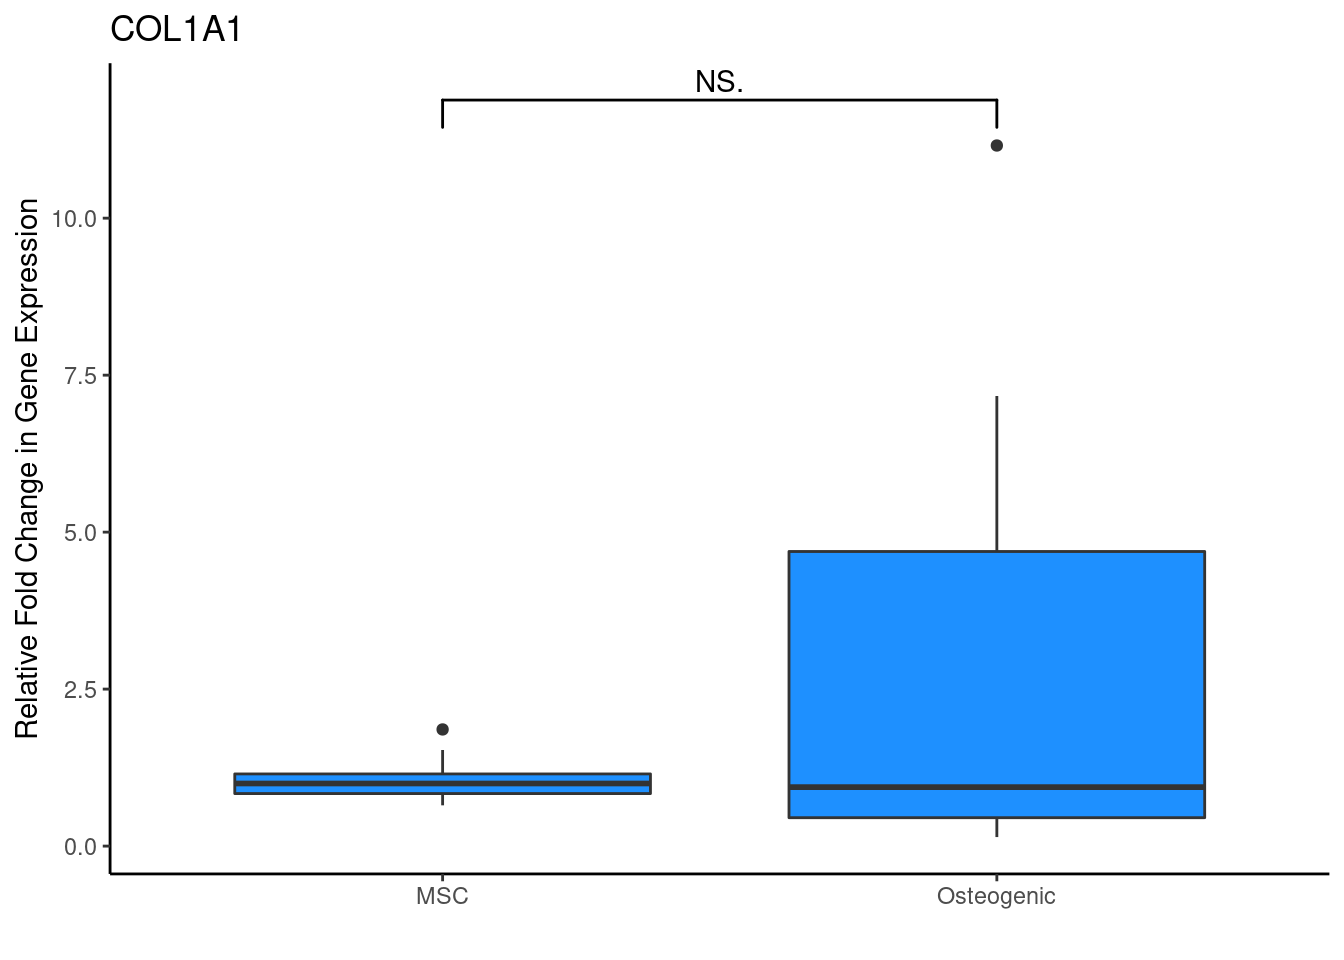 COL1A1
NS.
Relative Fold Change in Gene Expression
10.0
7.5
5.0
2.5
0.0
MSC
Osteogenic